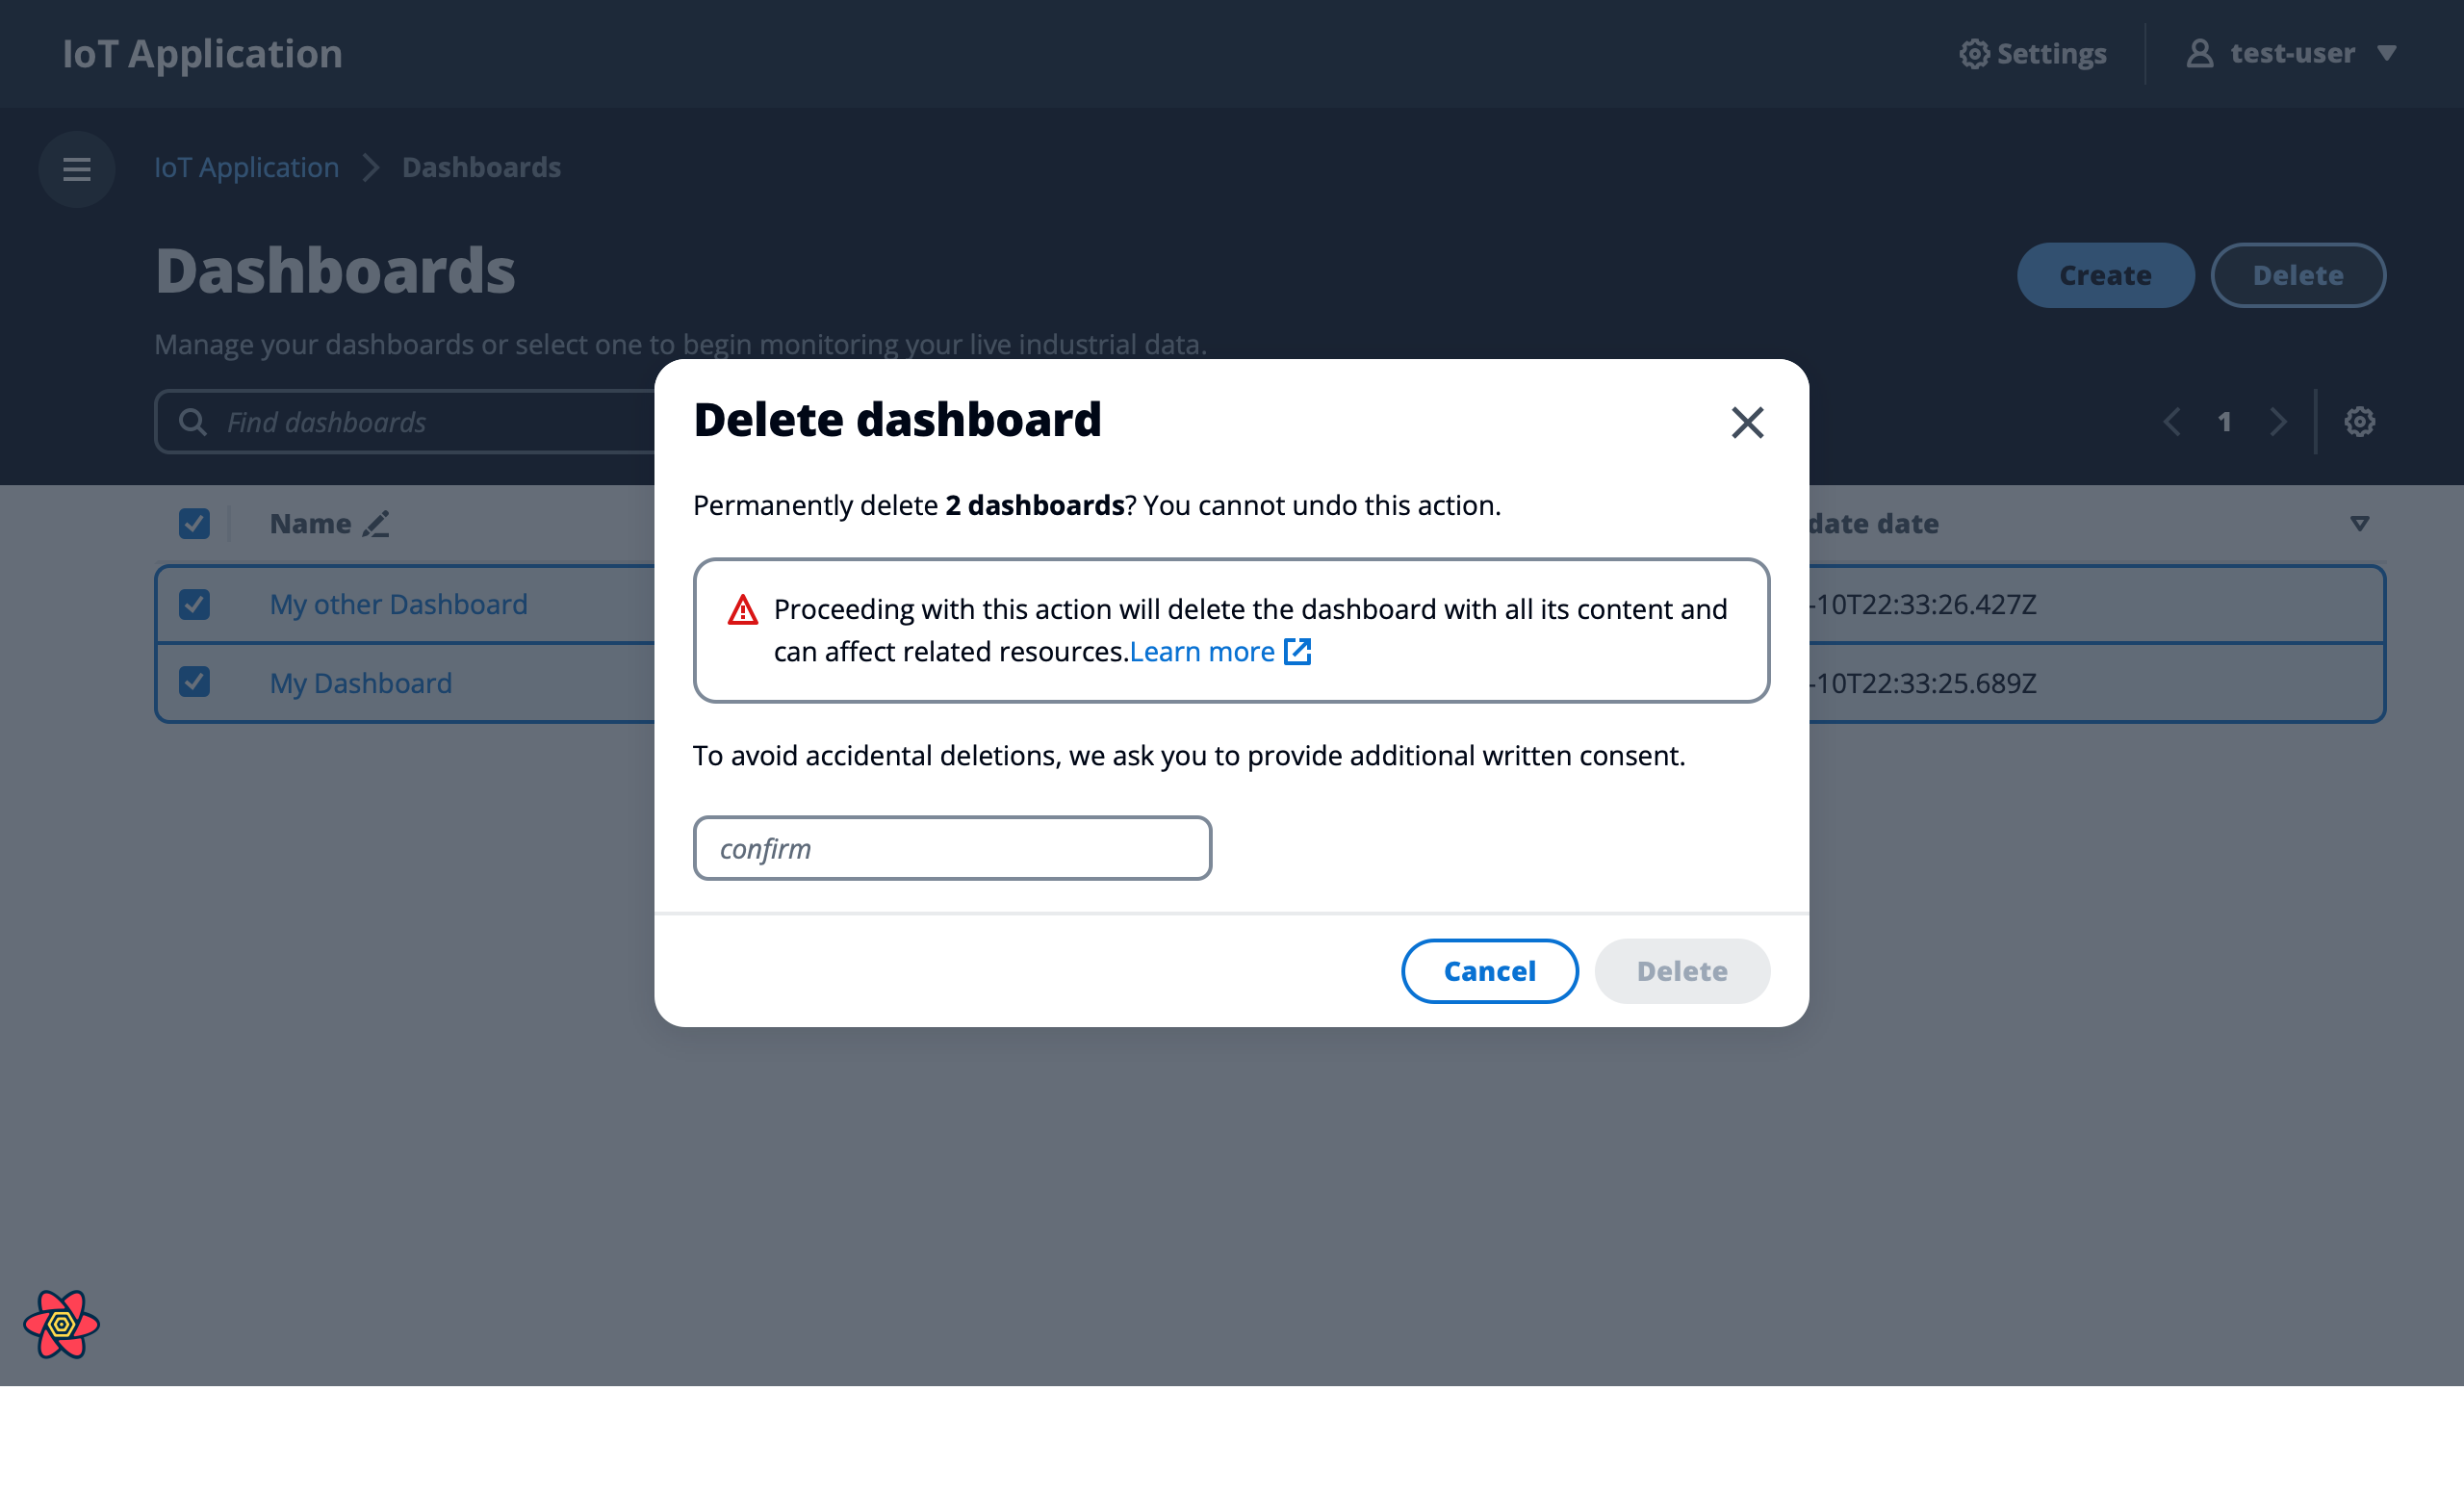 IoT Application
Settings
test-user
IoT Application
Dashboards
Dashboards
Create
Delete
Manage your dashboards or select one to begin monitoring your live industrial data.
Find dashboards
1
Delete dashboard
Permanently delete 2 dashboards? You cannot undo this action.
Proceeding with this action will delete the dashboard with all its content and
can affect related resources.Learn more
To avoid accidental deletions, we ask you to provide additional written consent.
confirm
Cancel
Delete
Name
date date
My other Dashboard
-10T22:33:26.427Z
My Dashboard
-10T22:33:25.689Z